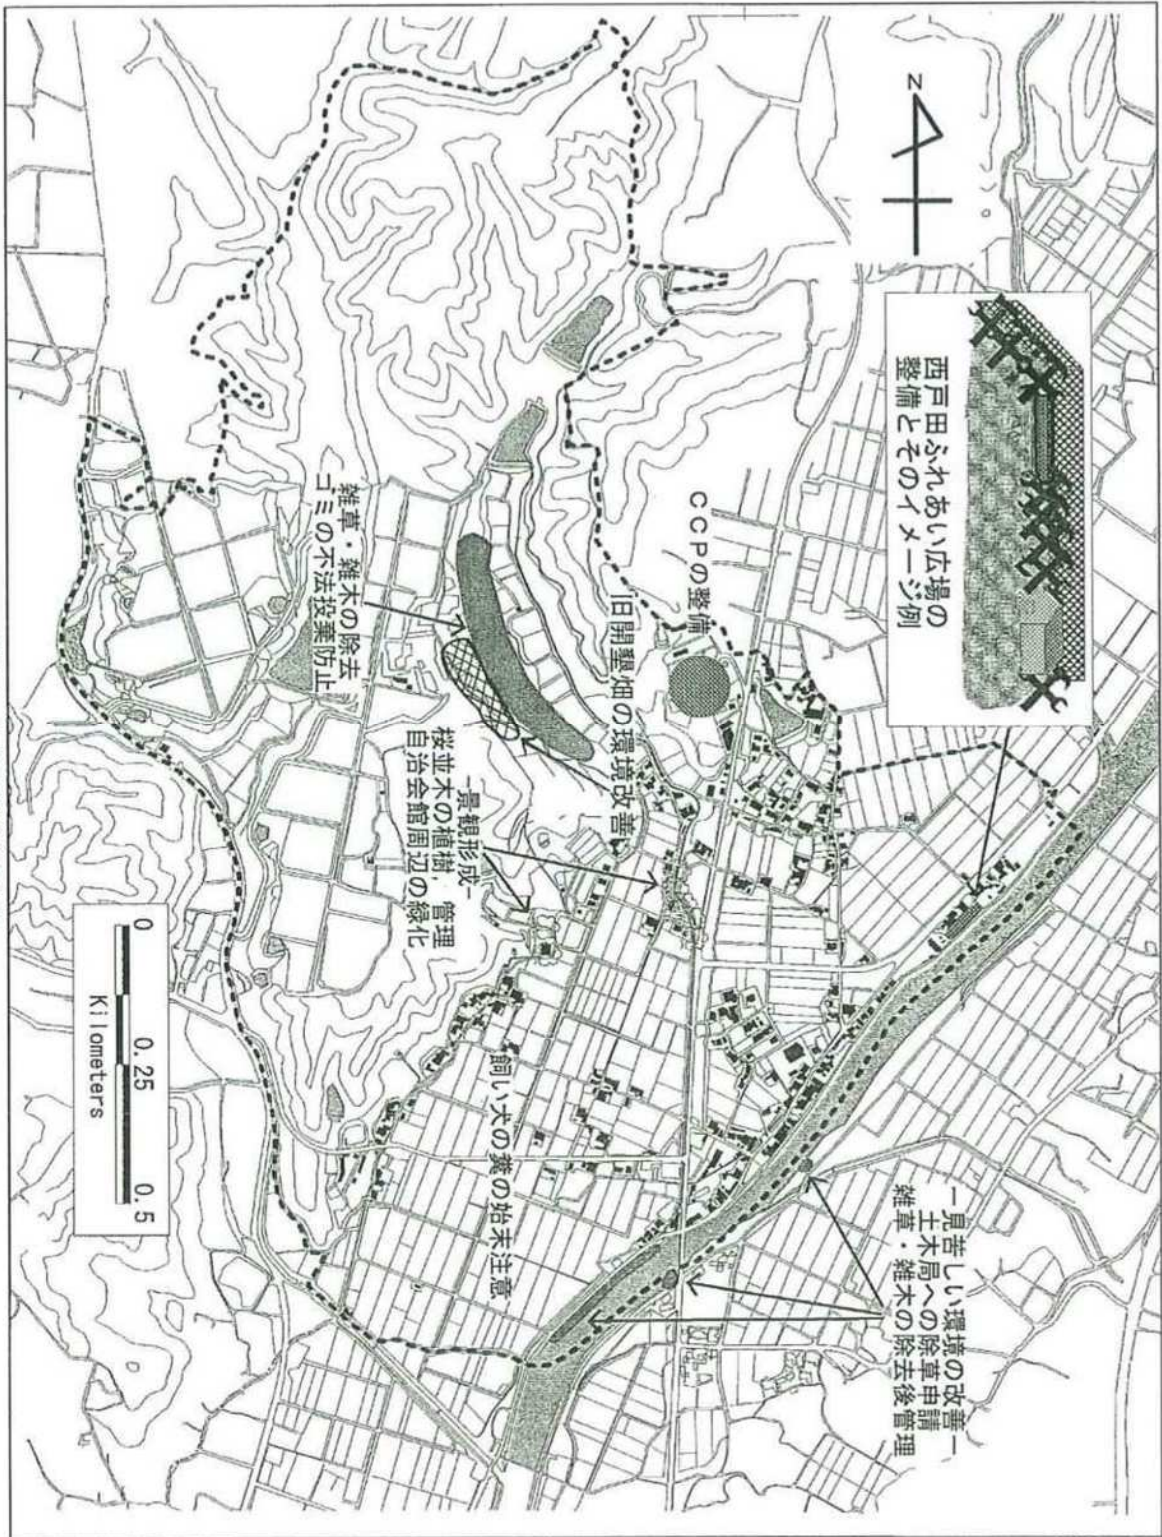 N
西戸田ふれあい広場の
整備とそのイメージ例
CCPの整備
旧開墾畑の環境改善
雑草・雑木の除去
ゴミの不法投棄防止
-景観形成-
桜並木の植樹・管理
自治会館周辺の緑化
飼い犬の糞の始末注意
-見苦しい環境の改善-
土木局への除草申請
雑草・雑木の除去後管理
0 0.25 0.5
Kilometers